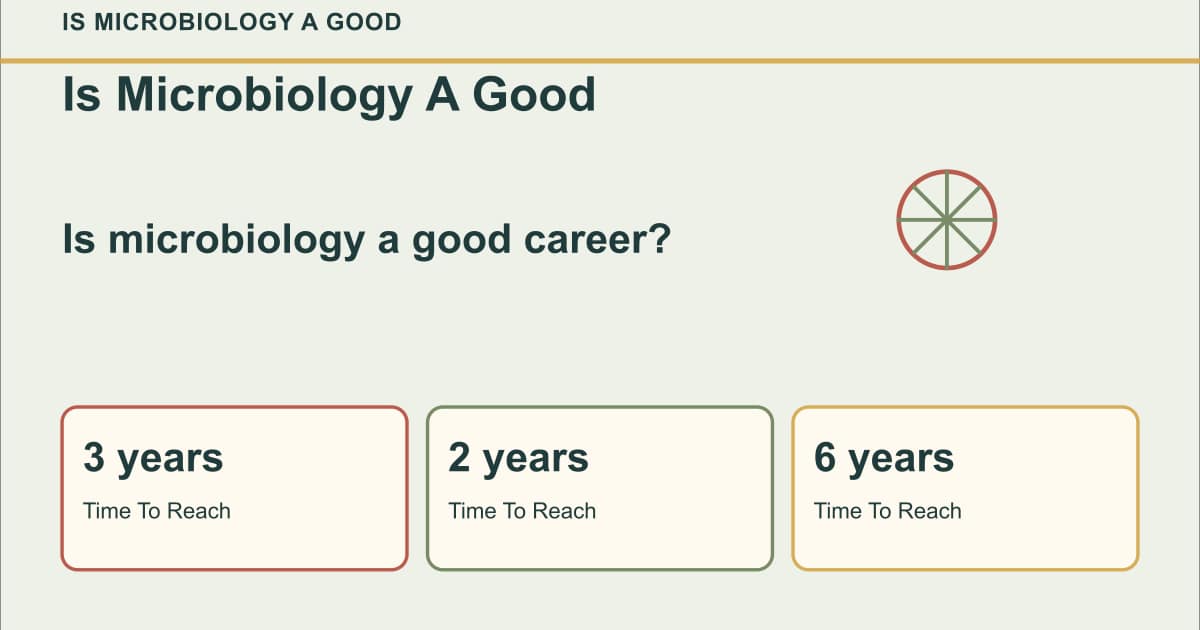 IS MICROBIOLOGY A GOOD
Is Microbiology A Good
Is microbiology a good career?
3 years
Time To Reach
2 years
Time To Reach
6 years
Time To Reach